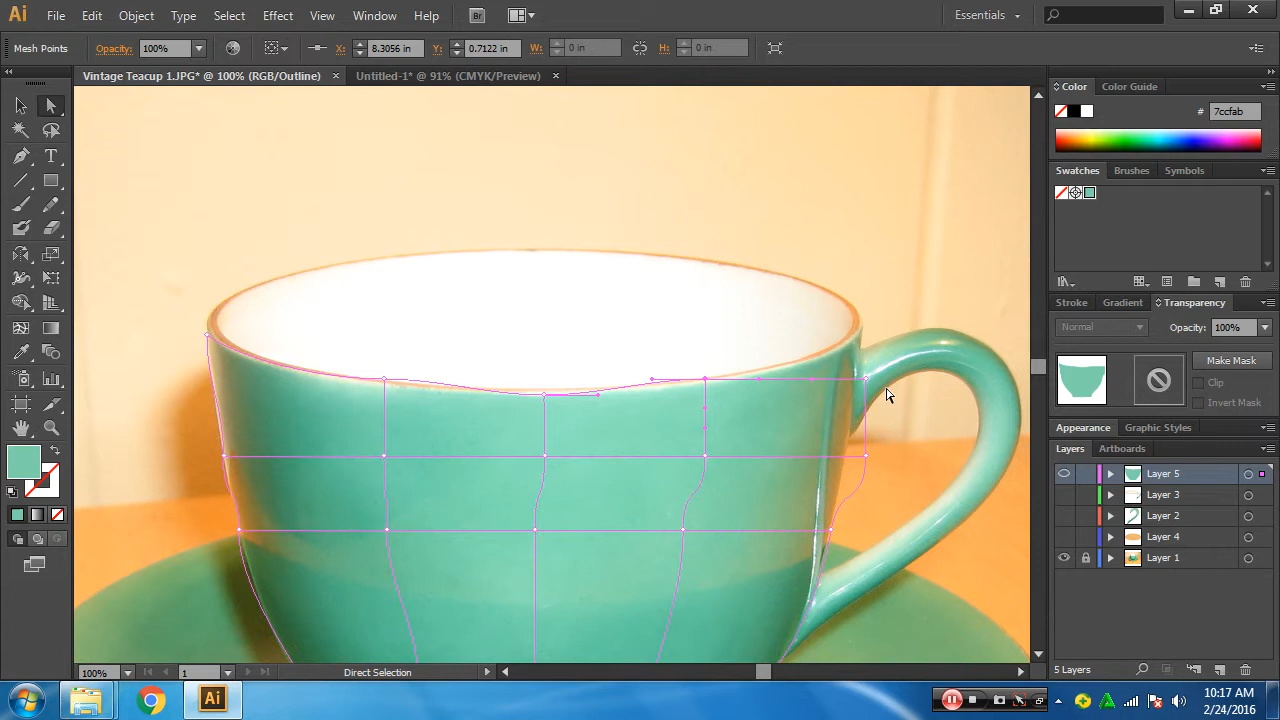 Ai File Edit Object Type Select Effect View Window Help Br Essentials
Mesh Points Opacity: 100% X: 8.3056 in Y: 0.7122 in W: 0 in H: 0 in
Vintage Teacup 1.JPG* @ 100% (RGB/Outline) × Untitled-1* @ 91% (CMYK/Preview) ×
Color Color Guide
# 7ccfab
Swatches Brushes Symbols
Stroke Gradient Transparency
Normal Opacity: 100%
Make Mask
Clip
Invert Mask
Appearance Graphic Styles
Layers Artboards
Layer 5
Layer 3
Layer 2
Layer 4
Layer 1
100% 1 Direct Selection 5 Layers
Ai 10:17 AM
2/24/2016